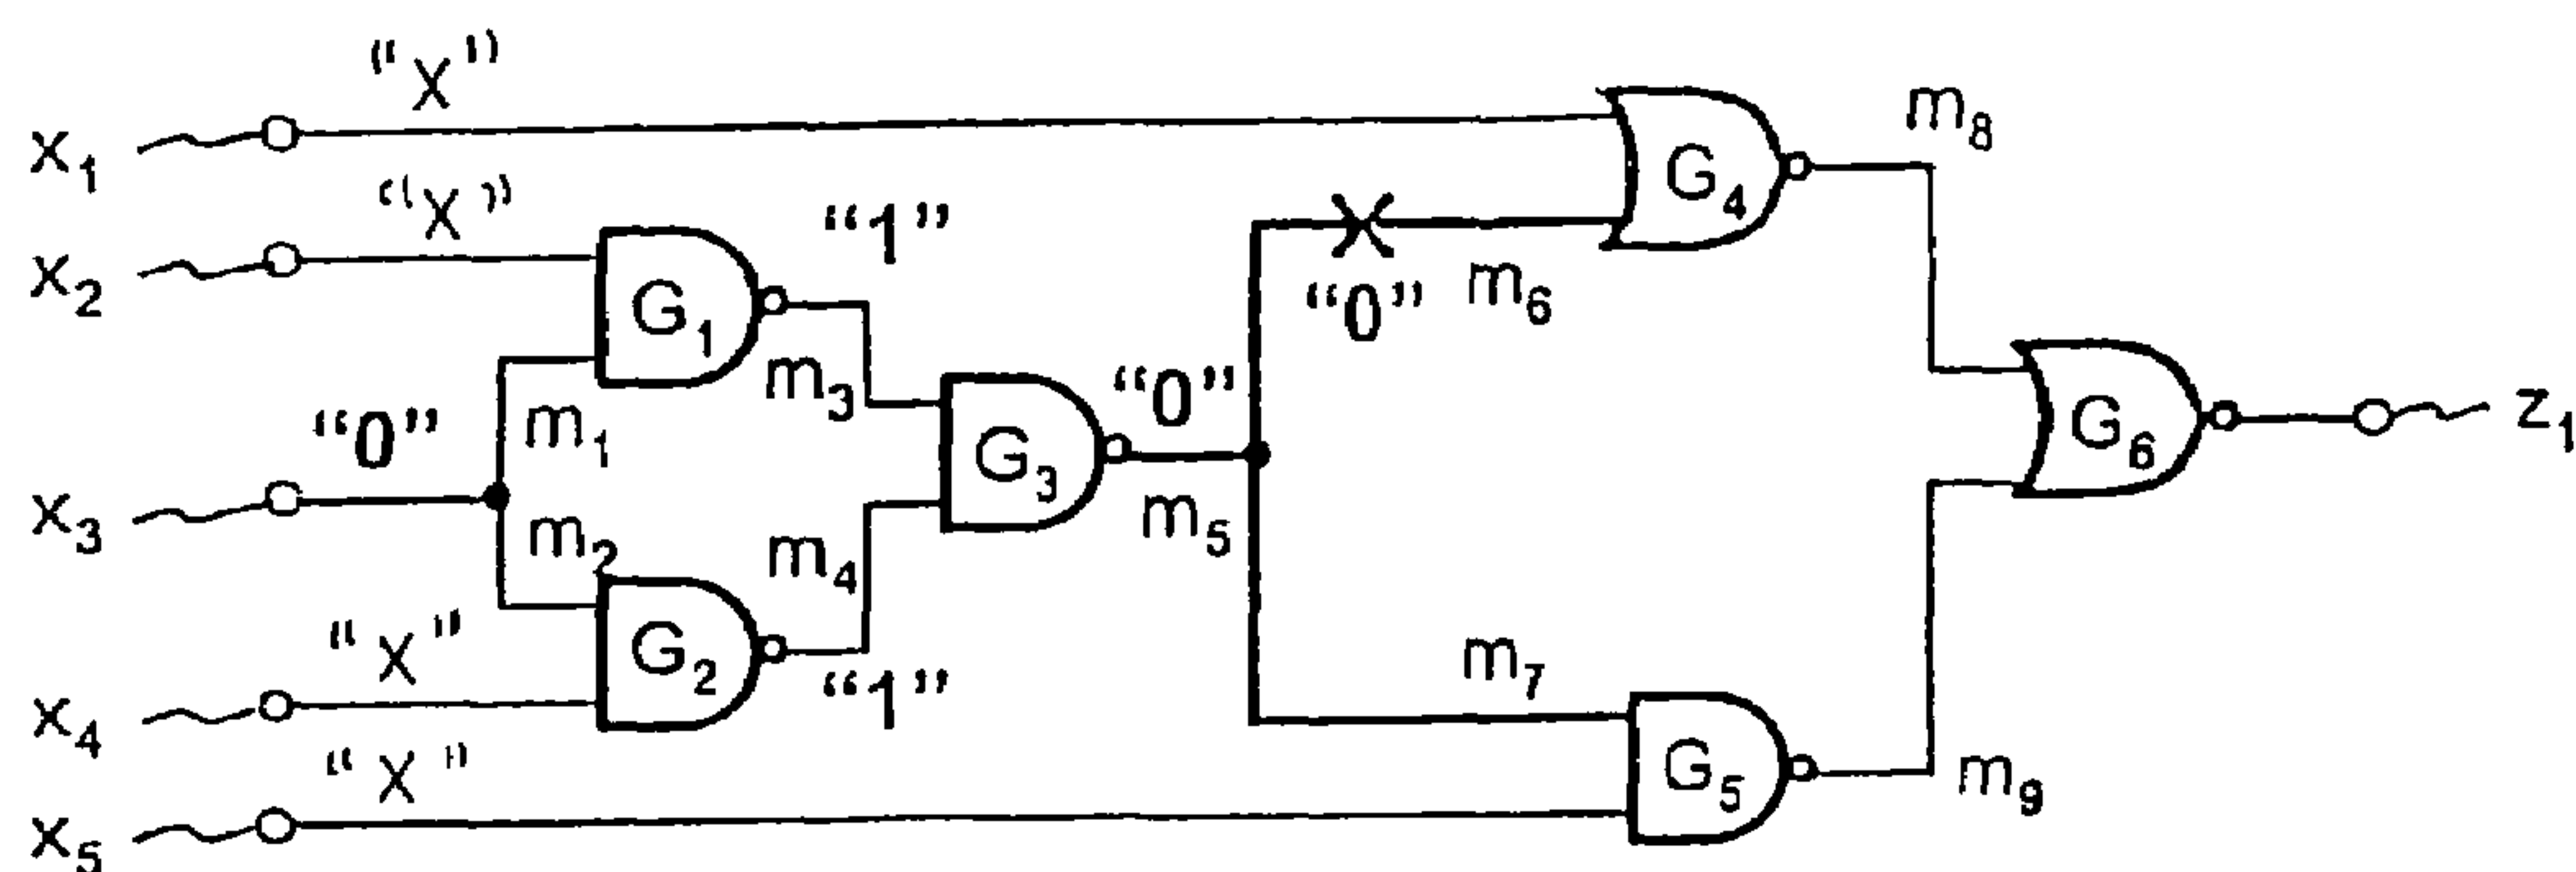 “X”
x₁
m₈
G₄
“X”
x₂
“1”
G₁
“0”
m₆
m₃
“0”
G₆
z₁
“0”
m₁
G₃
x₃
m₅
m₂
m₄
“X”
G₂
“1”
m₇
x₄
“X”
G₅
m₉
x₅